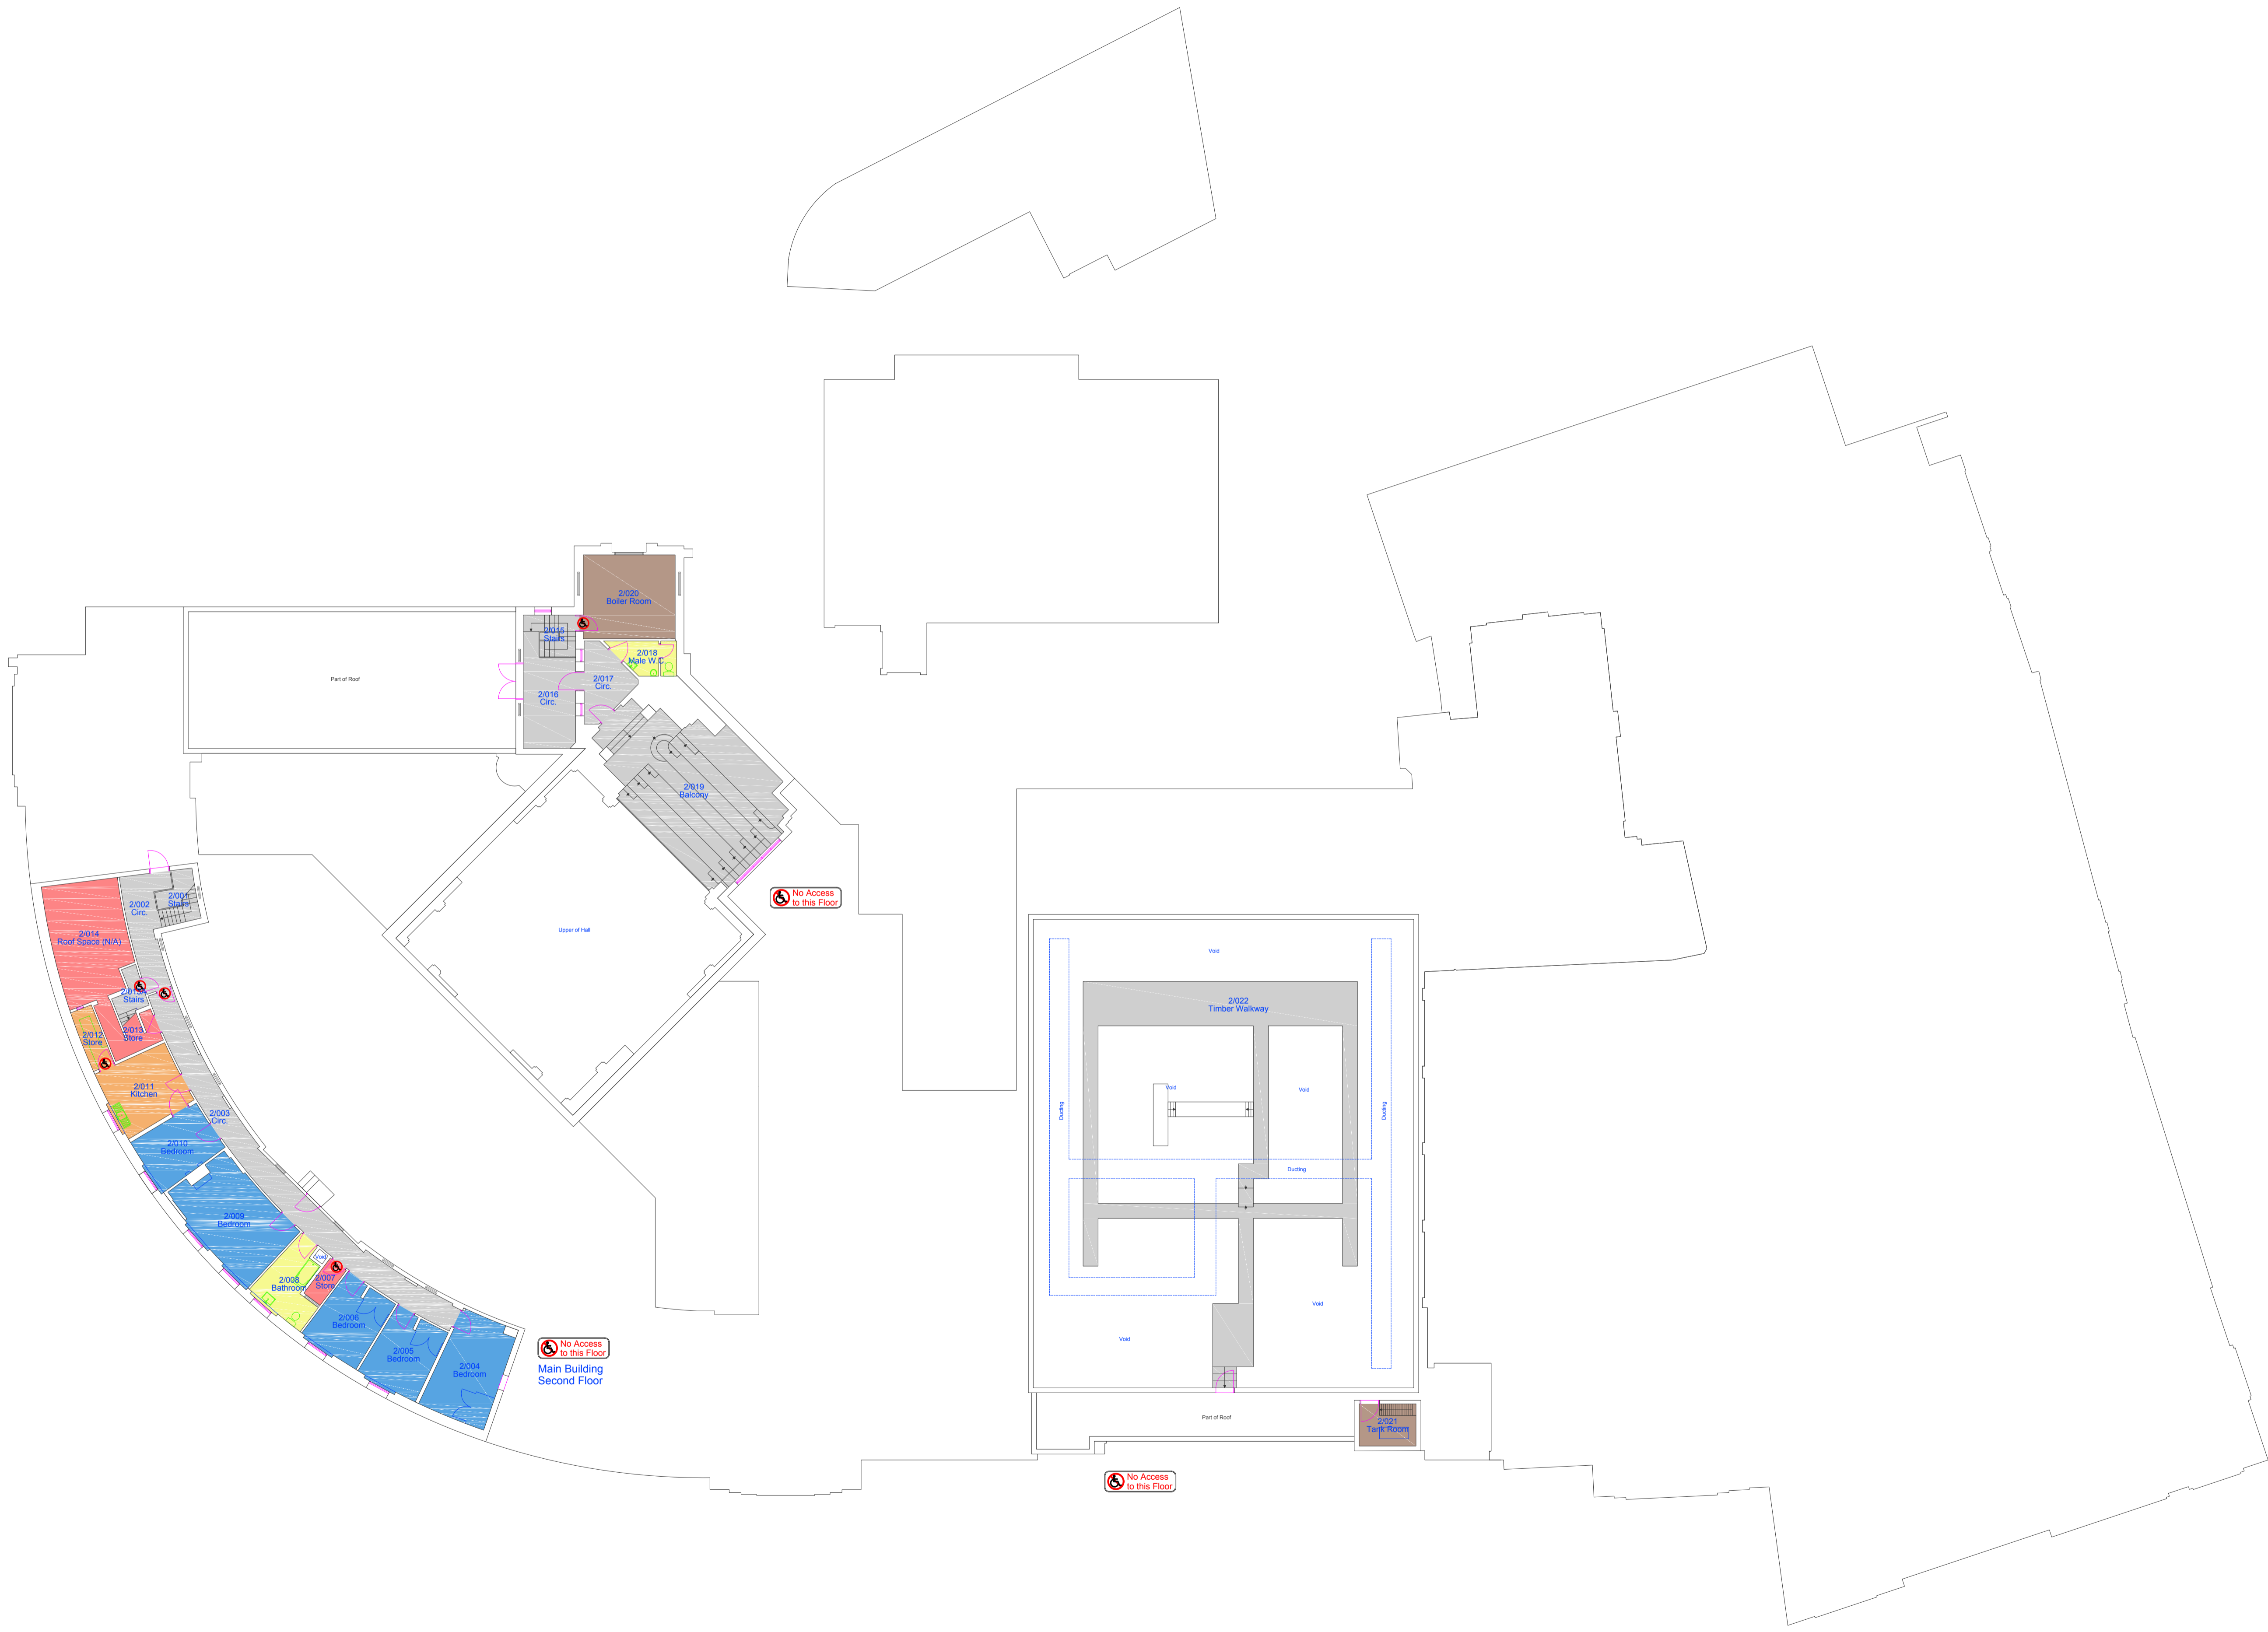 2/020
Boiler Room
2/015
Stairs
2/018
Male W.C
Part of Roof
2/017
Circ.
2/016
Circ.
2/019
Balcony
2/001
Stairs
2/002
Circ.
No Access
to this Floor
2/014
Roof Space (N/A)
Upper of Hall
Void
Stairs
2/022
Timber Walkway
2/012
Store
2/013
Store
2/011
Kitchen
Void
Void
Ducting
Ducting
2/003
Circ.
2/010
Bedroom
Ducting
2/009
Bedroom
Void
2/008
Bathroom
2/007
Store
2/006
Bedroom
Void
2/005
Bedroom
Void
2/004
Bedroom
No Access
to this Floor
Main Building
Second Floor
Part of Roof
2/021
Tank Room
No Access
to this Floor